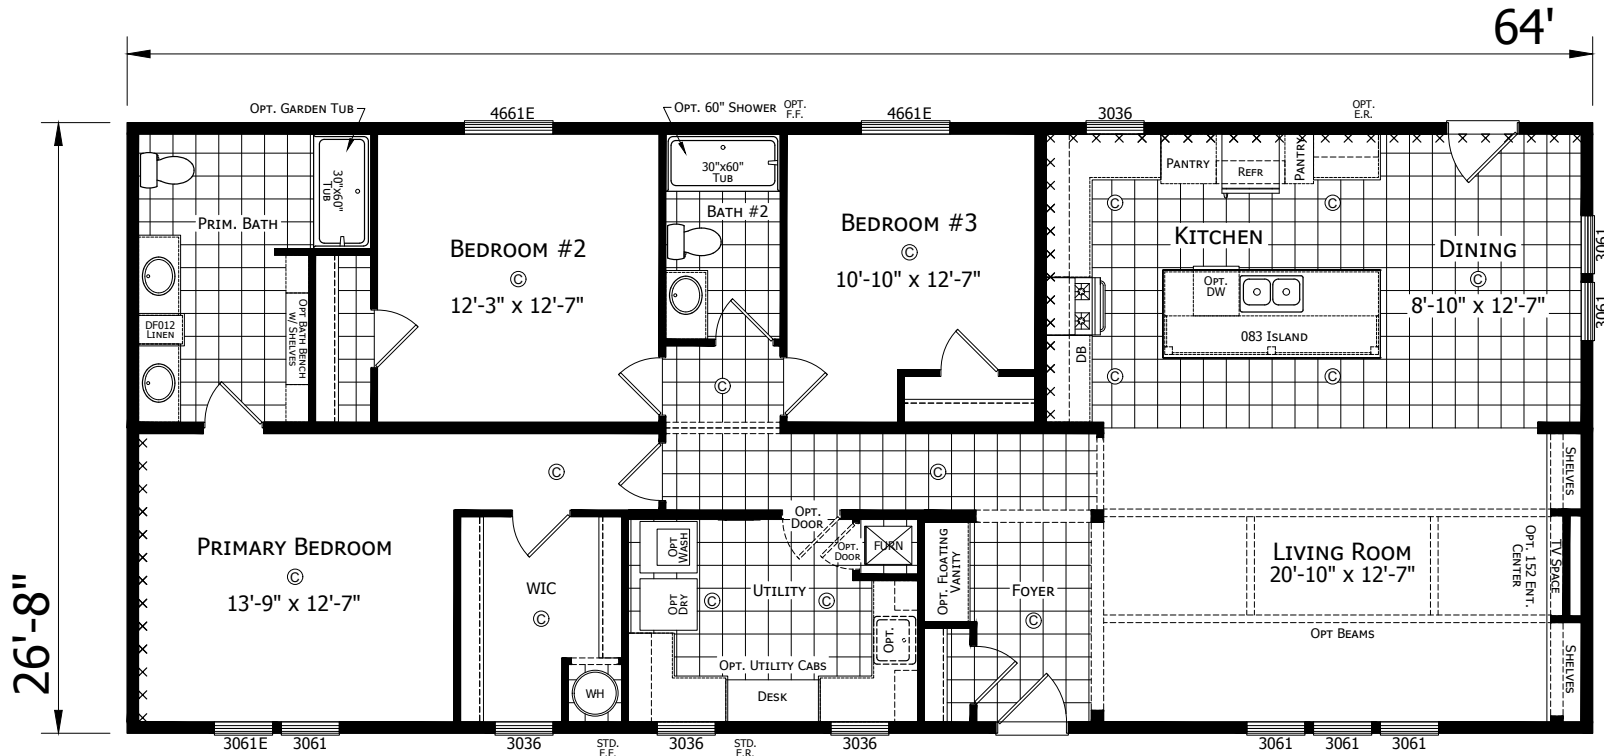 64'
26'-8"
OPT. GARDEN TUB
4661E
OPT. 60" SHOWER
OPT.
F.F.
4661E
3036
OPT.
E.R.
30"x60"
TUB
PRIM. BATH
DF012
LINEN
OPT BATH BENCH
W/ SHELVES
BEDROOM #2
©
12'-3" x 12'-7"
30"x60"
TUB
BATH #2
©
BEDROOM #3
©
10'-10" x 12'-7"
PANTRY
REFR
PANTRY
©
©
KITCHEN
DB
OPT.
DW
083 ISLAND
©
©
DINING
©
8'-10" x 12'-7"
3061
3061
PRIMARY BEDROOM
©
13'-9" x 12'-7"
©
WIC
©
WH
©
OPT.
DOOR
OPT.
DOOR
FURN
OPT
WASH
OPT
DRY
UTILITY
©
©
OPT.
OPT. UTILITY CABS
DESK
OPT. FLOATING
VANITY
FOYER
©
LIVING ROOM
20'-10" x 12'-7"
OPT BEAMS
SHELVES
OPT. 152 ENT.
CENTER
TV SPACE
SHELVES
3061E
3061
3036
STD.
F.F.
3036
STD.
E.R.
3036
3061
3061
3061